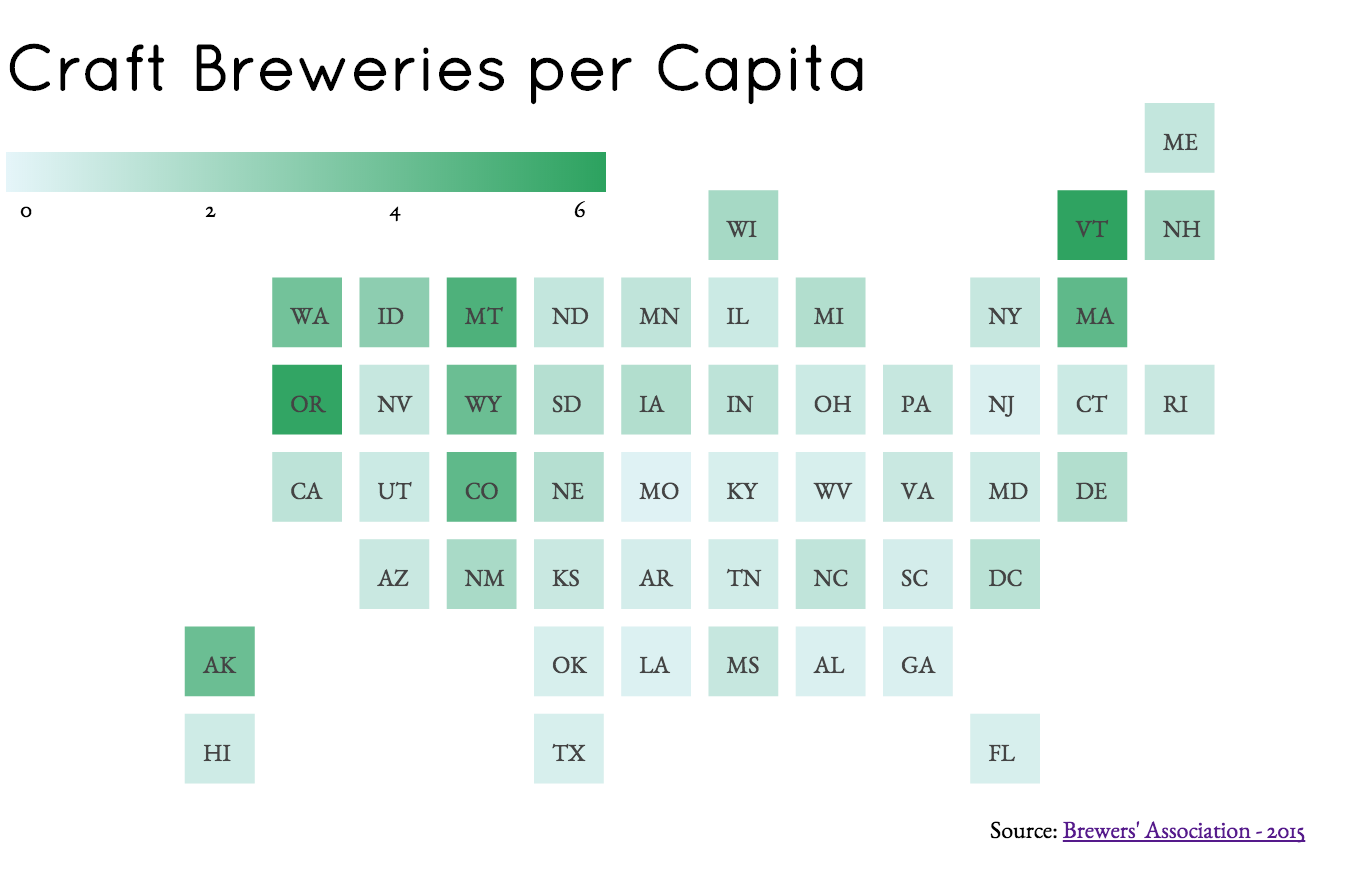 Craft Breweries per Capita
ME
0 2 4 6
WI VT NH
WA ID MT ND MN IL MI NY MA
OR NV WY SD IA IN OH PA NJ CT RI
CA UT CO NE MO KY WV VA MD DE
AZ NM KS AR TN NC SC DC
AK OK LA MS AL GA
HI TX FL
Source: Brewers' Association - 2015